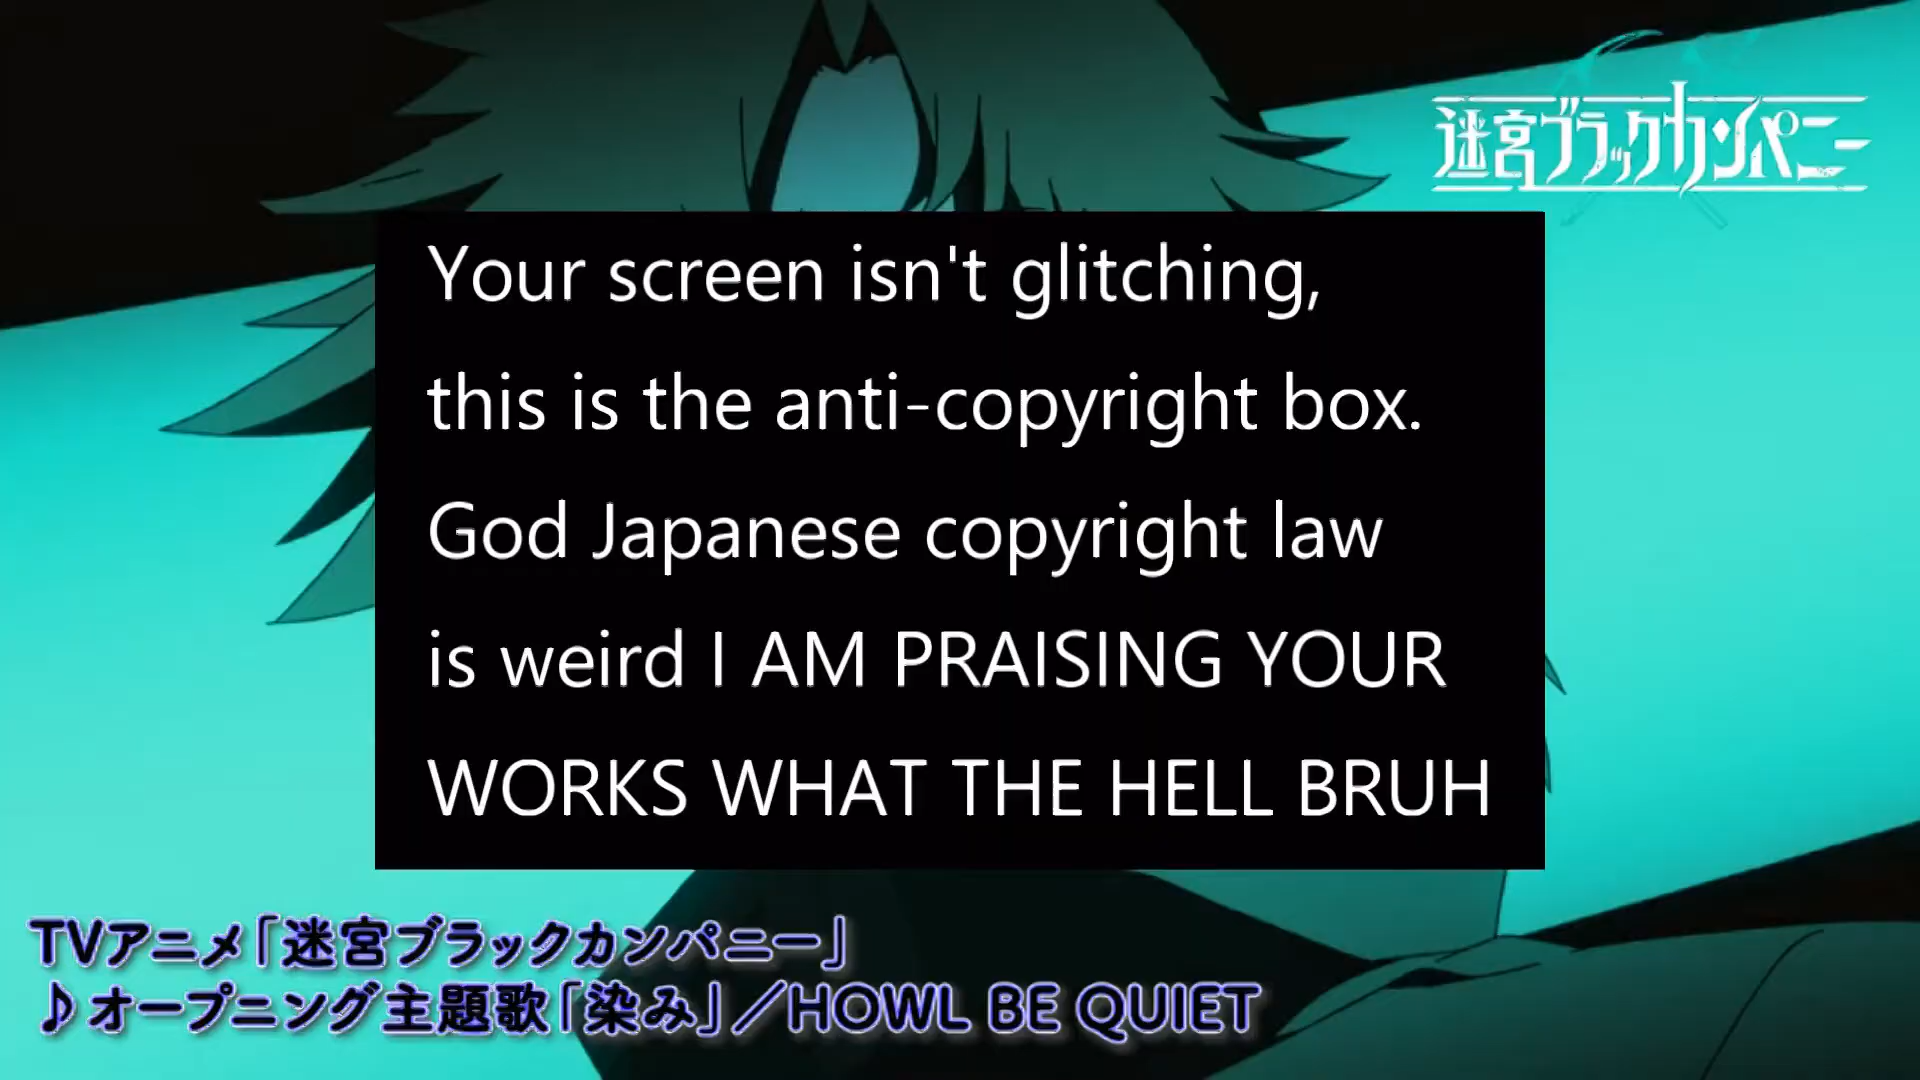 迷宮ブラックカンパニー
Your screen isn't glitching,
this is the anti-copyright box.
God Japanese copyright law
is weird I AM PRAISING YOUR
WORKS WHAT THE HELL BRUH
TVアニメ「迷宮ブラックカンパニー」
♪オープニング主題歌「染み」／HOWL BE QUIET